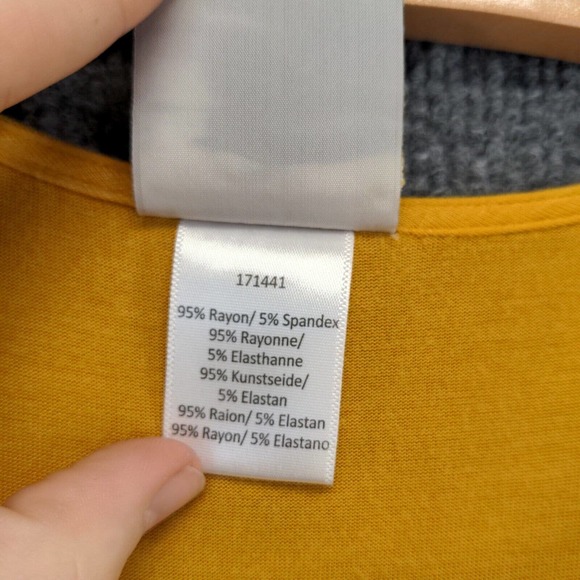 171441
95% Rayon/ 5% Spandex
95% Rayonne/
5% Elasthanne
95% Kunstseide/
5% Elastan
95% Raion/ 5% Elastan
95% Rayon/ 5% Elastano